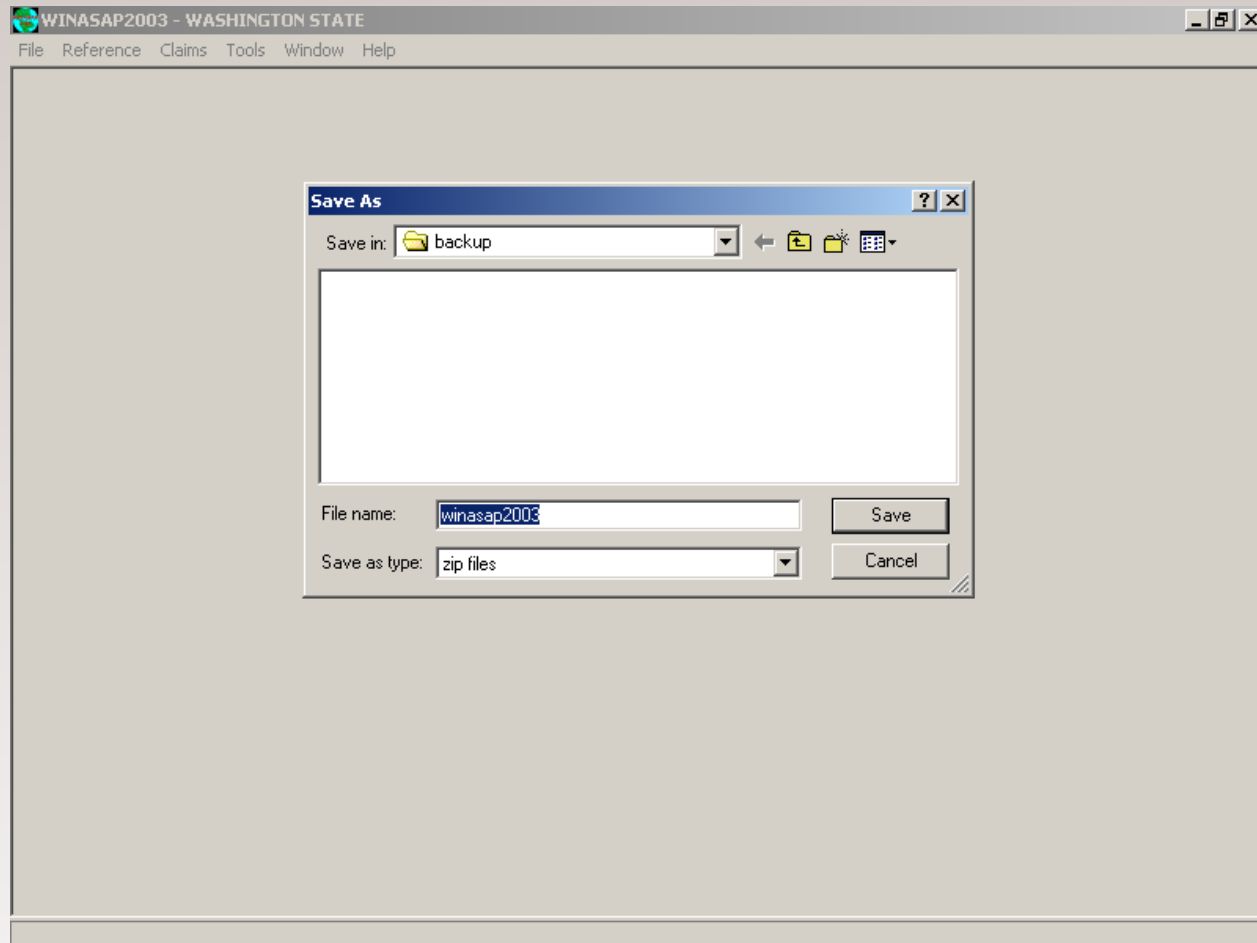 WINASAP2003 - WASHINGTON STATE
File Reference Claims Tools Window Help
Save As
Save in: backup
File name: winasap2003
Save
Save as type: zip files
Cancel